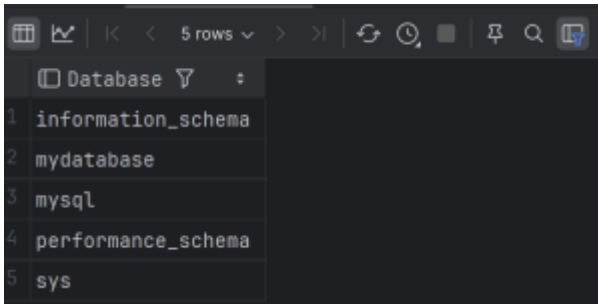 5 rows
Database
1 information_schema
2 mydatabase
3 mysql
4 performance_schema
5 sys